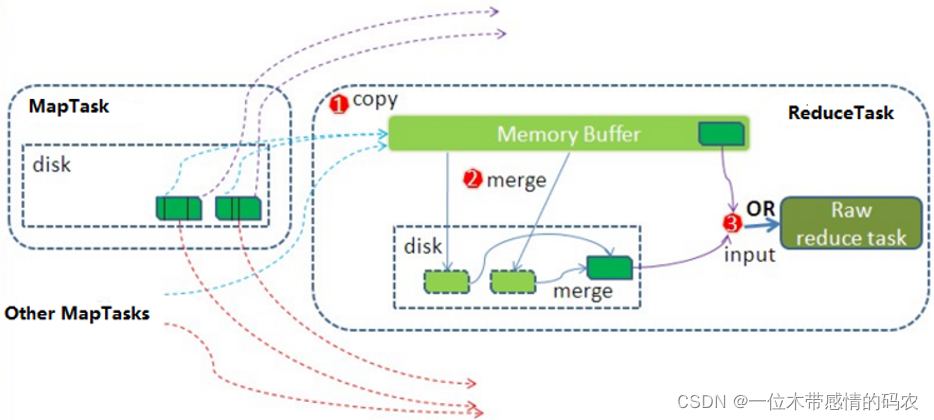 MapTask
disk
Other MapTasks
1
copy
ReduceTask
Memory Buffer
2
merge
disk
merge
3
OR
input
Raw
reduce task
CSDN @一位木带感情的码农